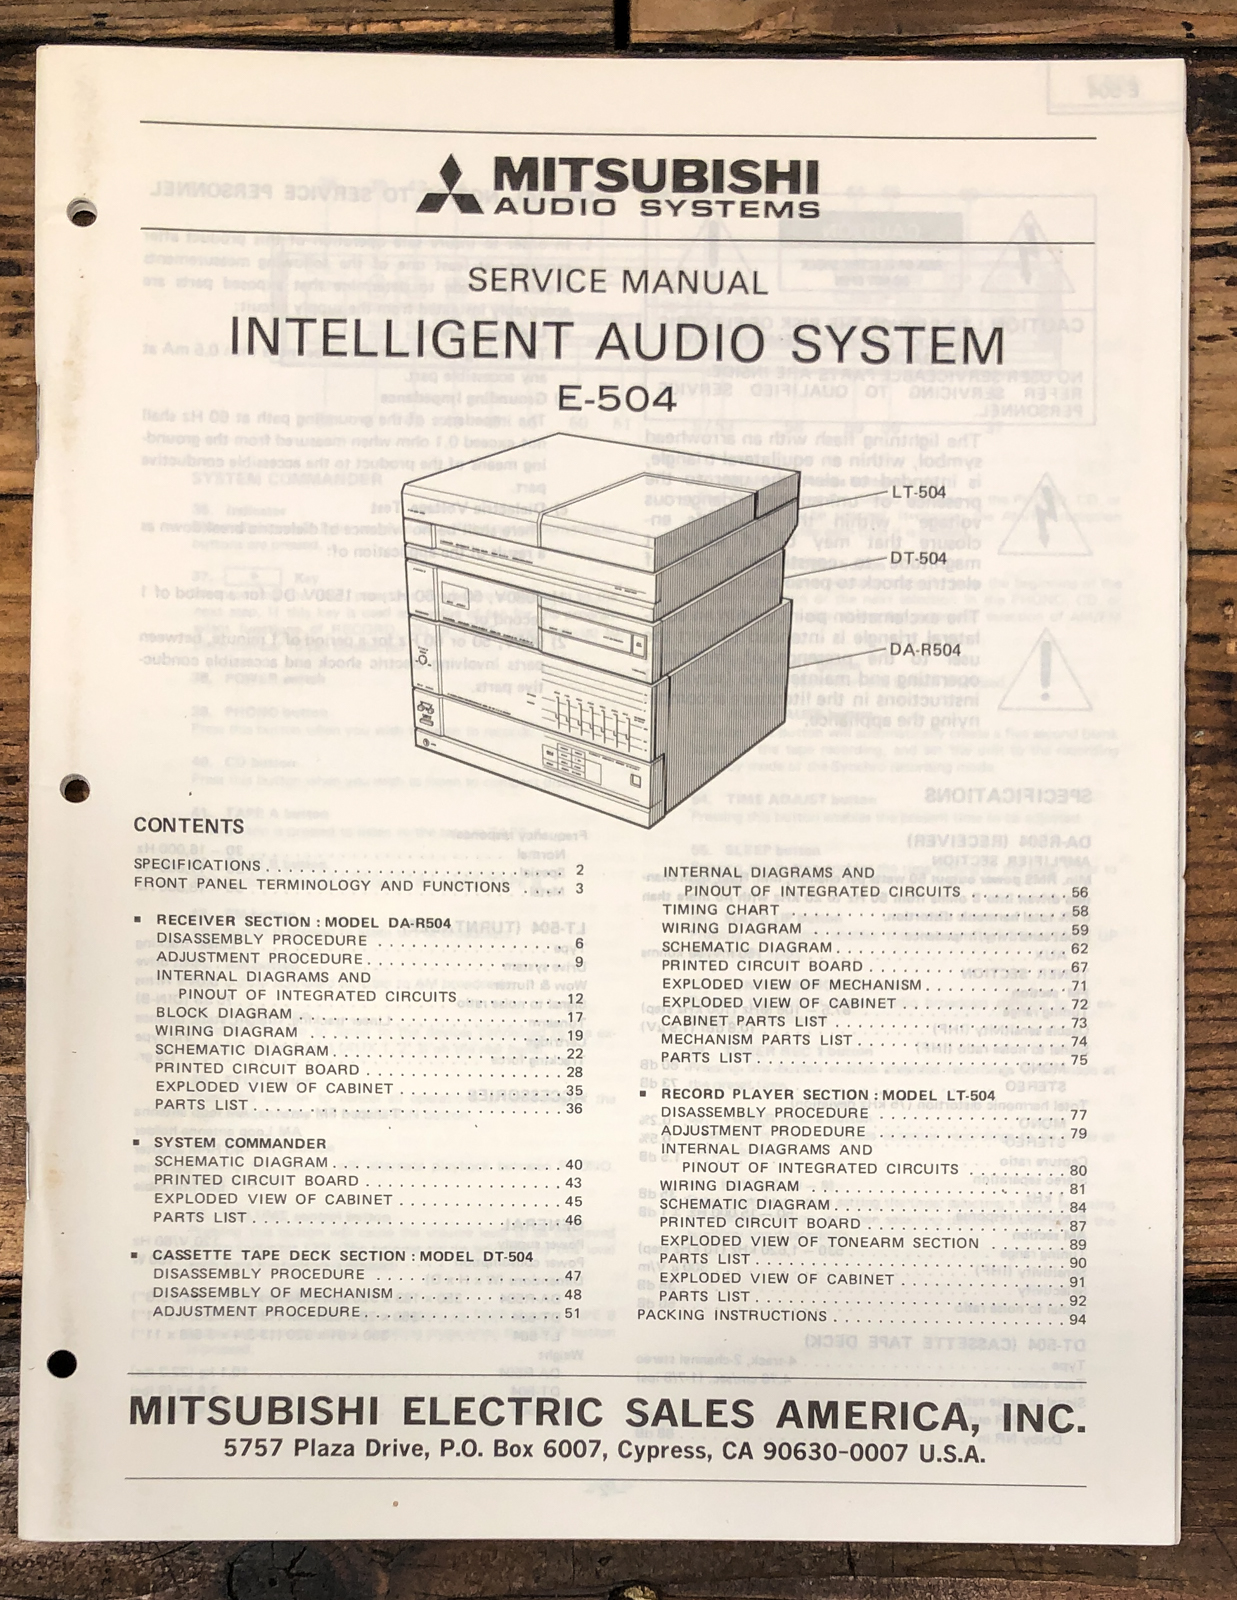 MITSUBISHI
AUDIO SYSTEMS
SERVICE MANUAL
INTELLIGENT AUDIO SYSTEM
E-504
LT-504
DT-504
DA-R504
CONTENTS
SPECIFICATIONS . . . . . . . . . . . . . . . . . . . . . . . . . 2
FRONT PANEL TERMINOLOGY AND FUNCTIONS . . . . . 3
■ RECEIVER SECTION : MODEL DA-R504
DISASSEMBLY PROCEDURE . . . . . . . . . . . . . . . . 6
ADJUSTMENT PROCEDURE . . . . . . . . . . . . . . . . . 9
INTERNAL DIAGRAMS AND
PINOUT OF INTEGRATED CIRCUITS . . . . . . . . 12
BLOCK DIAGRAM . . . . . . . . . . . . . . . . . . . . . . 17
WIRING DIAGRAM . . . . . . . . . . . . . . . . . . . . . 19
SCHEMATIC DIAGRAM . . . . . . . . . . . . . . . . . . . 22
PRINTED CIRCUIT BOARD . . . . . . . . . . . . . . . . 28
EXPLODED VIEW OF CABINET . . . . . . . . . . . . . 35
PARTS LIST . . . . . . . . . . . . . . . . . . . . . . . . . 36
■ SYSTEM COMMANDER
SCHEMATIC DIAGRAM . . . . . . . . . . . . . . . . . . . 40
PRINTED CIRCUIT BOARD . . . . . . . . . . . . . . . . 43
EXPLODED VIEW OF CABINET . . . . . . . . . . . . . 45
PARTS LIST . . . . . . . . . . . . . . . . . . . . . . . . . 46
■ CASSETTE TAPE DECK SECTION : MODEL DT-504
DISASSEMBLY PROCEDURE . . . . . . . . . . . . . . . 47
DISASSEMBLY OF MECHANISM . . . . . . . . . . . . . 48
ADJUSTMENT PROCEDURE . . . . . . . . . . . . . . . . 51
INTERNAL DIAGRAMS AND
PINOUT OF INTEGRATED CIRCUITS . . . . . . . . 56
TIMING CHART . . . . . . . . . . . . . . . . . . . . . . . 58
WIRING DIAGRAM . . . . . . . . . . . . . . . . . . . . . 59
SCHEMATIC DIAGRAM . . . . . . . . . . . . . . . . . . . 62
PRINTED CIRCUIT BOARD . . . . . . . . . . . . . . . . 67
EXPLODED VIEW OF MECHANISM . . . . . . . . . . . 71
EXPLODED VIEW OF CABINET . . . . . . . . . . . . . 72
CABINET PARTS LIST . . . . . . . . . . . . . . . . . . . 73
MECHANISM PARTS LIST . . . . . . . . . . . . . . . . . 74
PARTS LIST . . . . . . . . . . . . . . . . . . . . . . . . . 75
■ RECORD PLAYER SECTION : MODEL LT-504
DISASSEMBLY PROCEDURE . . . . . . . . . . . . . . . 77
ADJUSTMENT PRODEDURE . . . . . . . . . . . . . . . 79
INTERNAL DIAGRAMS AND
PINOUT OF INTEGRATED CIRCUITS . . . . . . . . 80
WIRING DIAGRAM . . . . . . . . . . . . . . . . . . . . . 81
SCHEMATIC DIAGRAM . . . . . . . . . . . . . . . . . . . 84
PRINTED CIRCUIT BOARD . . . . . . . . . . . . . . . . 87
EXPLODED VIEW OF TONEARM SECTION . . . . . 89
PARTS LIST . . . . . . . . . . . . . . . . . . . . . . . . . 90
EXPLODED VIEW OF CABINET . . . . . . . . . . . . . 91
PARTS LIST . . . . . . . . . . . . . . . . . . . . . . . . . 92
PACKING INSTRUCTIONS . . . . . . . . . . . . . . . . . . 94
MITSUBISHI ELECTRIC SALES AMERICA, INC.
5757 Plaza Drive, P.O. Box 6007, Cypress, CA 90630-0007 U.S.A.